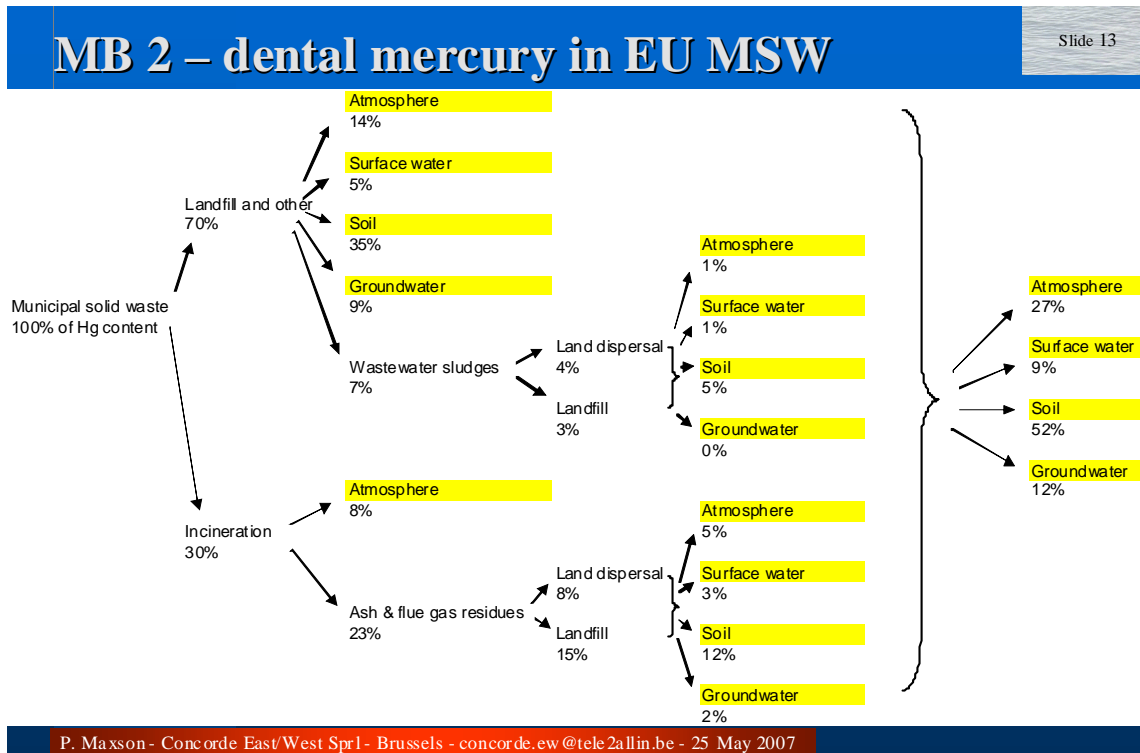 MB 2 – dental mercury in EU MSW
Slide 13
Municipal solid waste
100% of Hg content
Landfill and other
70%
Atmosphere
14%
Surface water
5%
Soil
35%
Groundwater
9%
Wastewater sludges
7%
Land dispersal
4%
Landfill
3%
Atmosphere
1%
Surface water
1%
Soil
5%
Groundwater
0%
Incineration
30%
Atmosphere
8%
Ash & flue gas residues
23%
Land dispersal
8%
Landfill
15%
Atmosphere
5%
Surface water
3%
Soil
12%
Groundwater
2%
Atmosphere
27%
Surface water
9%
Soil
52%
Groundwater
12%
P. Maxson - Concorde East/West Sprl - Brussels - concorde.ew@tele2allin.be - 25 May 2007